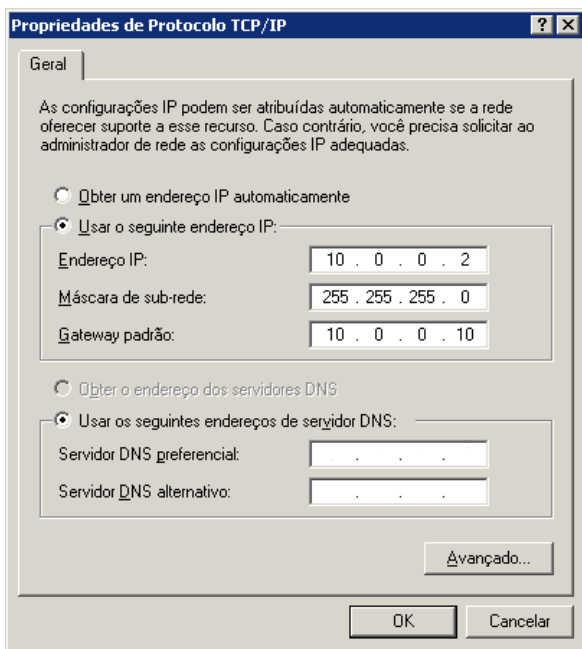 Propriedades de Protocolo TCP/IP
Geral
As configurações IP podem ser atribuídas automaticamente se a rede
oferecer suporte a esse recurso. Caso contrário, você precisa solicitar ao
administrador de rede as configurações IP adequadas.
Obter um endereço IP automaticamente
Usar o seguinte endereço IP:
Endereço IP: 10 . 0 . 0 . 2
Máscara de sub-rede: 255 . 255 . 255 . 0
Gateway padrão: 10 . 0 . 0 . 10
Obter o endereço dos servidores DNS
Usar os seguintes endereços de servidor DNS:
Servidor DNS preferencial: . . .
Servidor DNS alternativo: . . .
Avançado...
OK Cancelar